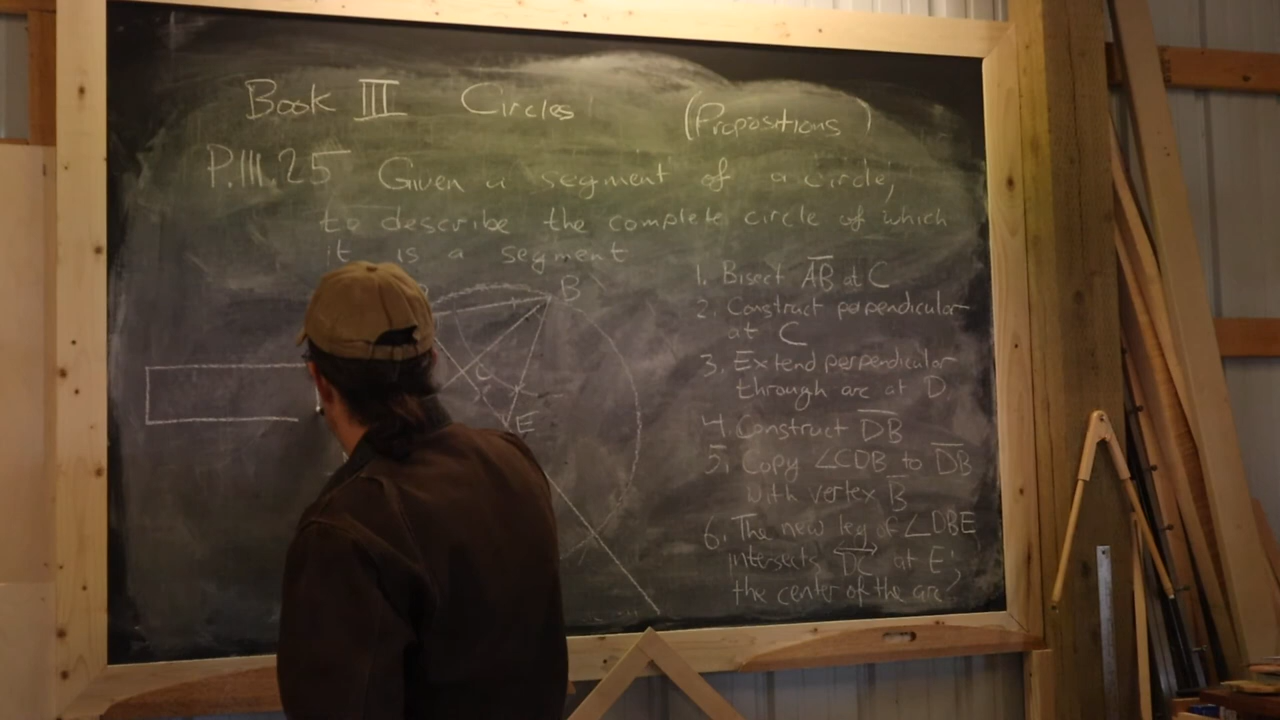 Book III Circles (Propositions)
P.III.25 Given a segment of a circle,
to describe the complete circle of which
it is a segment
B
C
E
1. Bisect AB at C
2. Construct perpendicular
at C
3. Extend perpendicular
through arc at D
4. Construct DB
5. Copy ∠CDB to DB
with vertex B
6. The new leg of ∠DBE
intersects DC at E,
the center of the arc?